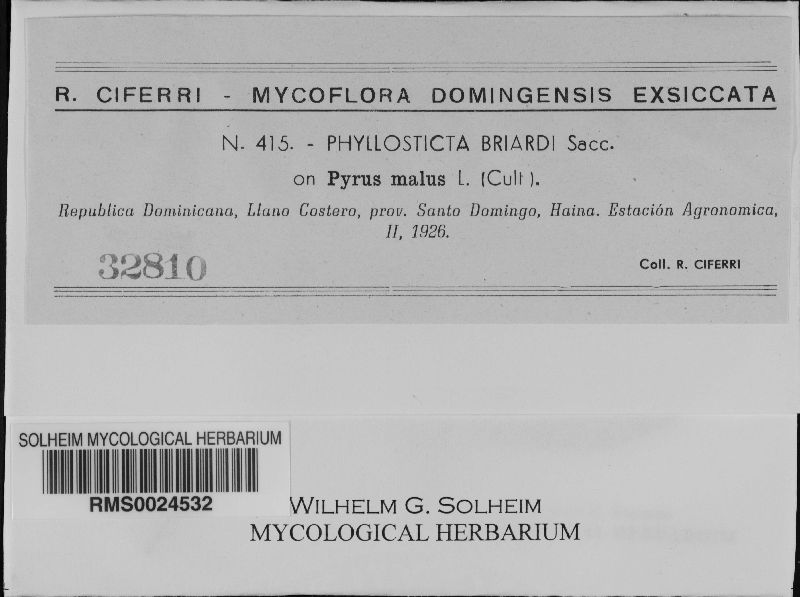 R. CIFERRI - MYCOFLORA DOMINGENSIS EXSICCATA
N. 415. - PHYLLOSTICTA BRIARDI Sacc.
on Pyrus malus L. (Cult).
Republica Dominicana, Llano Costero, prov. Santo Domingo, Haina. Estación Agronomica,
II, 1926.
32810
Coll. R. CIFERRI
SOLHEIM MYCOLOGICAL HERBARIUM
RMS0024532
WILHELM G. SOLHEIM
MYCOLOGICAL HERBARIUM